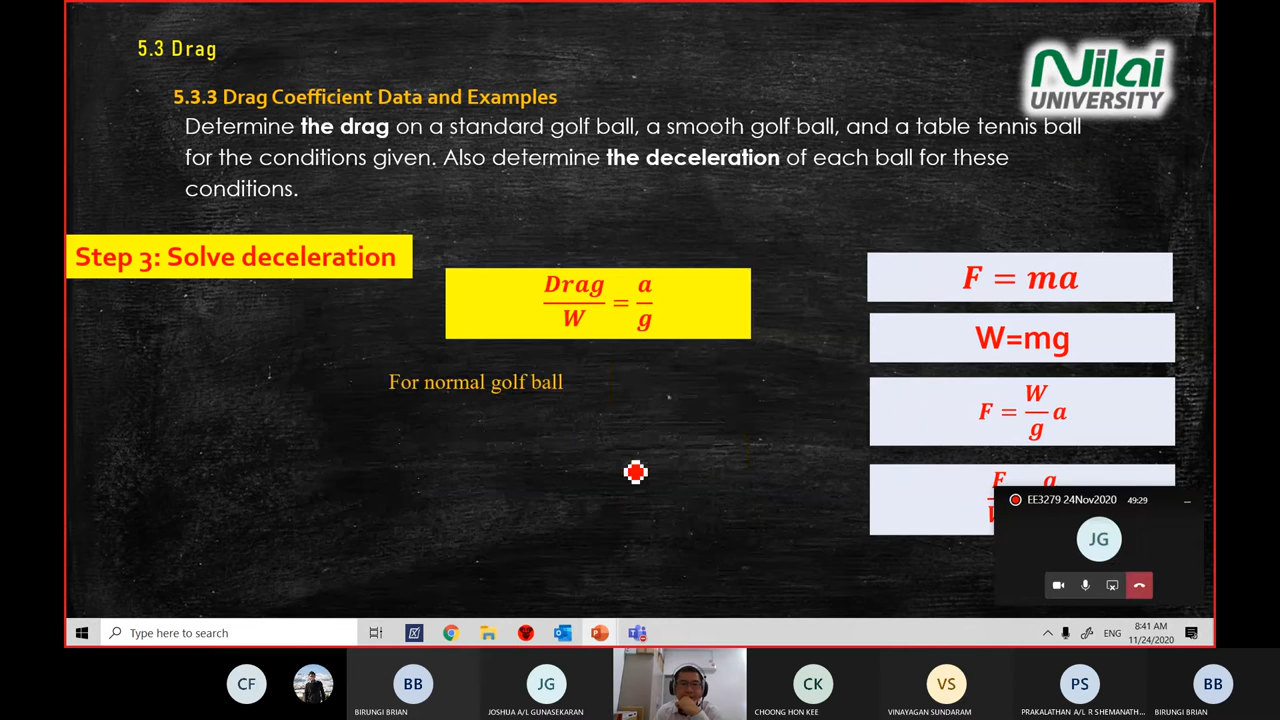 5.3 Drag
Nilai
UNIVERSITY
5.3.3 Drag Coefficient Data and Examples
Determine the drag on a standard golf ball, a smooth golf ball, and a table tennis ball
for the conditions given. Also determine the deceleration of each ball for these
conditions.
Step 3: Solve deceleration
Drag/W = a/g
For normal golf ball
F = ma
W=mg
F = W/g a
F a
EE3279 24Nov2020 49:29
JG
Type here to search
ENG
8:41 AM
11/24/2020
CF
BB
BIRUNGI BRIAN
JG
JOSHUA A/L GUNASEKARAN
CK
CHOONG HON KEE
VS
VINAYAGAN SUNDARAM
PS
PRAKALATHAN A/L R SHEMANATH...
BB
BIRUNGI BRIAN